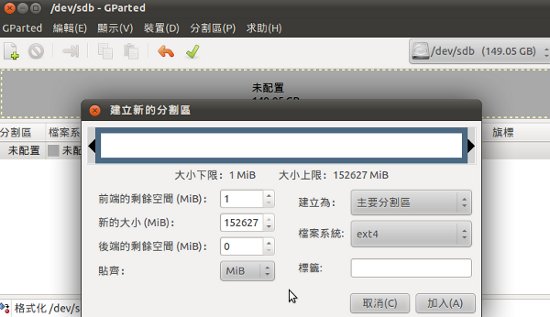 /dev/sdb - GParted
GParted 編輯(E) 顯示(V) 裝置(D) 分割區(P) 求助(H)
/dev/sdb (149.05 GB)
未配置
建立新的分割區
分割區 檔案系 旗標
未配置 未配
大小下限: 1 MiB 大小上限: 152627 MiB
前端的剩餘空間 (MiB): 1 建立為: 主要分割區
新的大小 (MiB): 152627 檔案系統: ext4
後端的剩餘空間 (MiB): 0
貼齊: MiB 標籤:
取消(C) 加入(A)
格式化 /dev/s